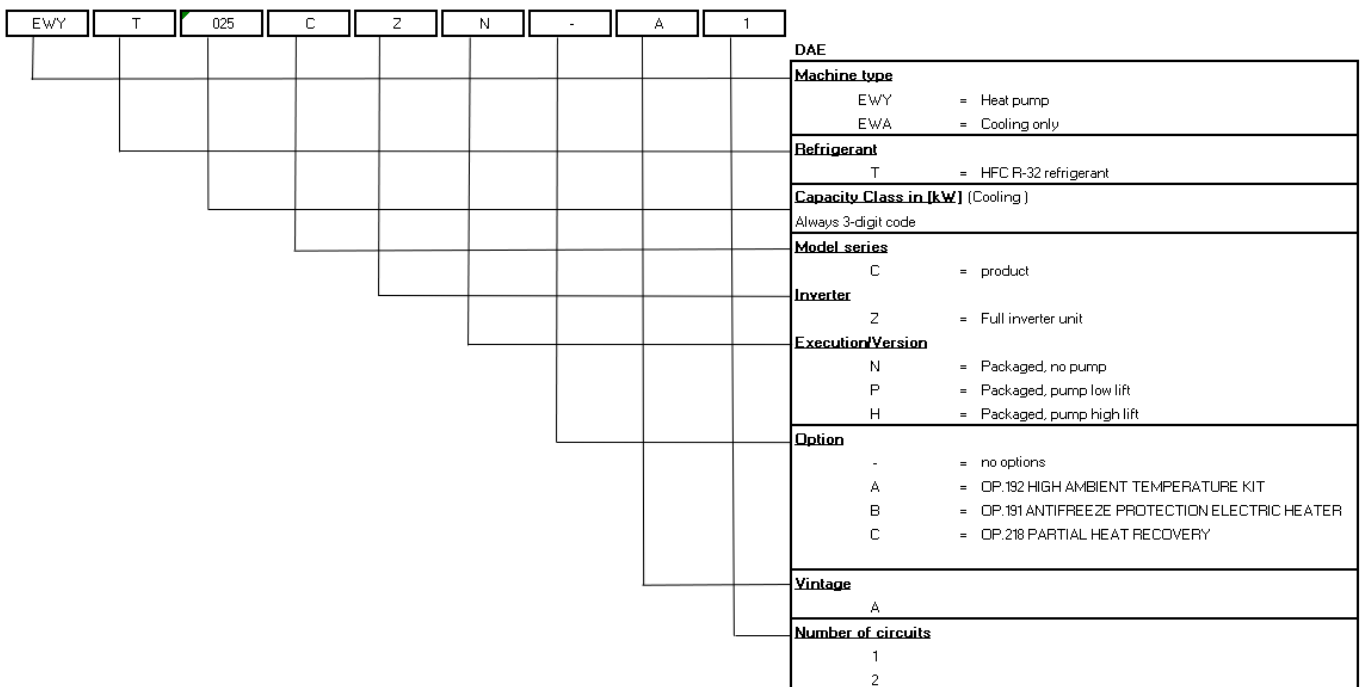 EWY T 025 C Z N - A 1
DAE
Machine type
EWY = Heat pump
EWA = Cooling only
Refrigerant
T = HFC R-32 refrigerant
Capacity Class in [kW] (Cooling )
Always 3-digit code
Model series
C = product
Inverter
Z = Full inverter unit
Execution/Version
N = Packaged, no pump
P = Packaged, pump low lift
H = Packaged, pump high lift
Option
- = no options
A = OP.192 HIGH AMBIENT TEMPERATURE KIT
B = OP.191 ANTIFREEZE PROTECTION ELECTRIC HEATER
C = OP.218 PARTIAL HEAT RECOVERY
Vintage
A
Number of circuits
1
2